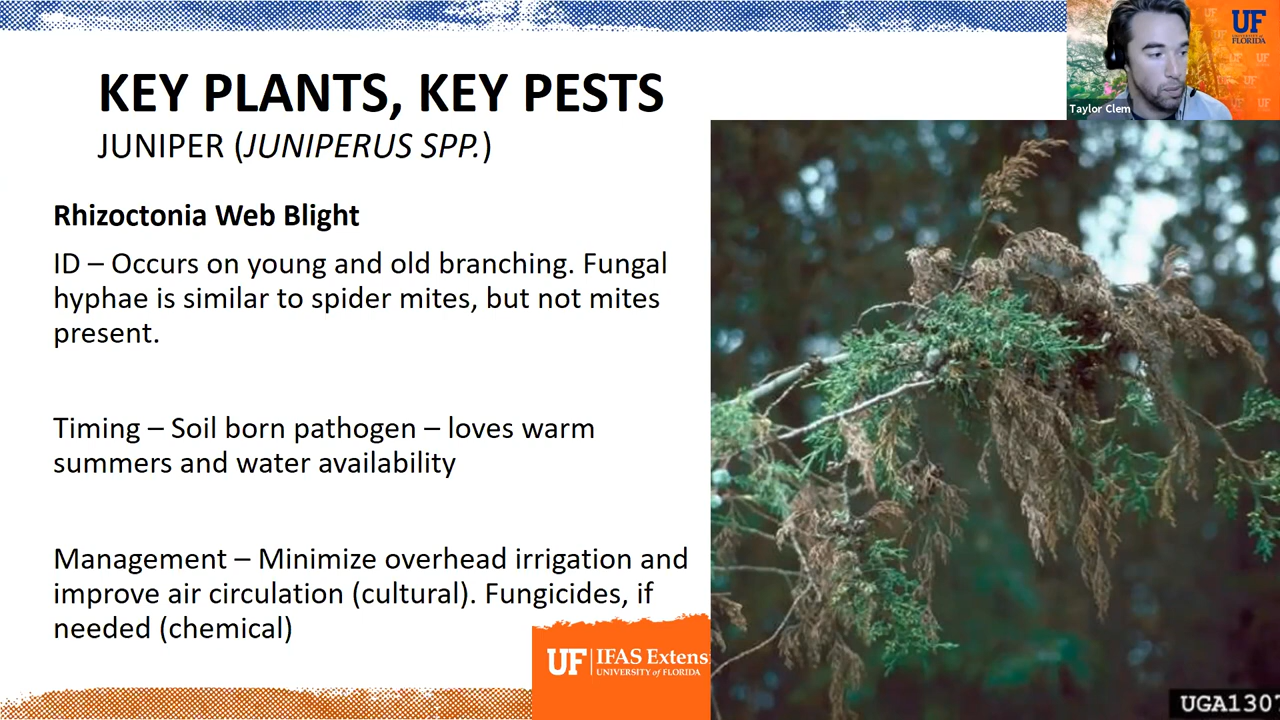 KEY PLANTS, KEY PESTS
JUNIPER (JUNIPERUS SPP.)
Rhizoctonia Web Blight
ID – Occurs on young and old branching. Fungal
hyphae is similar to spider mites, but not mites
present.
Timing – Soil born pathogen – loves warm
summers and water availability
Management – Minimize overhead irrigation and
improve air circulation (cultural). Fungicides, if
needed (chemical)
UF IFAS Extens
UNIVERSITY of FLORIDA
UF
UNIVERSITY of
FLORIDA
Taylor Clem
UGA1307